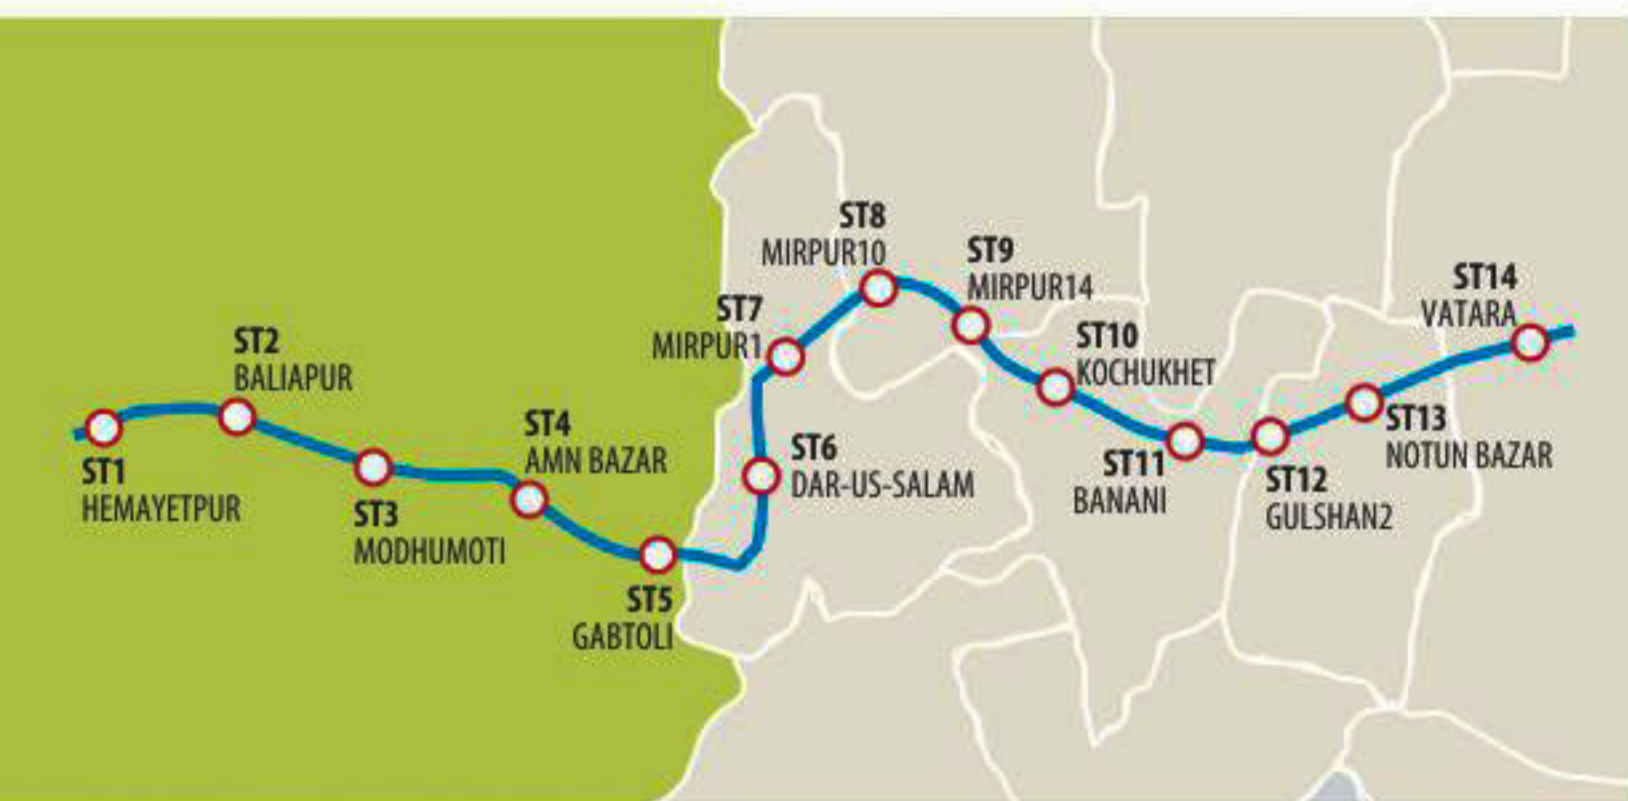 ST1
HEMAYETPUR
ST2
BALIAPUR
ST3
MODHUMOTI
ST4
AMN BAZAR
ST5
GABTOLI
ST6
DAR-US-SALAM
ST7
MIRPUR1
ST8
MIRPUR10
ST9
MIRPUR14
ST10
KOCHUKHET
ST11
BANANI
ST12
GULSHAN2
ST13
NOTUN BAZAR
ST14
VATARA